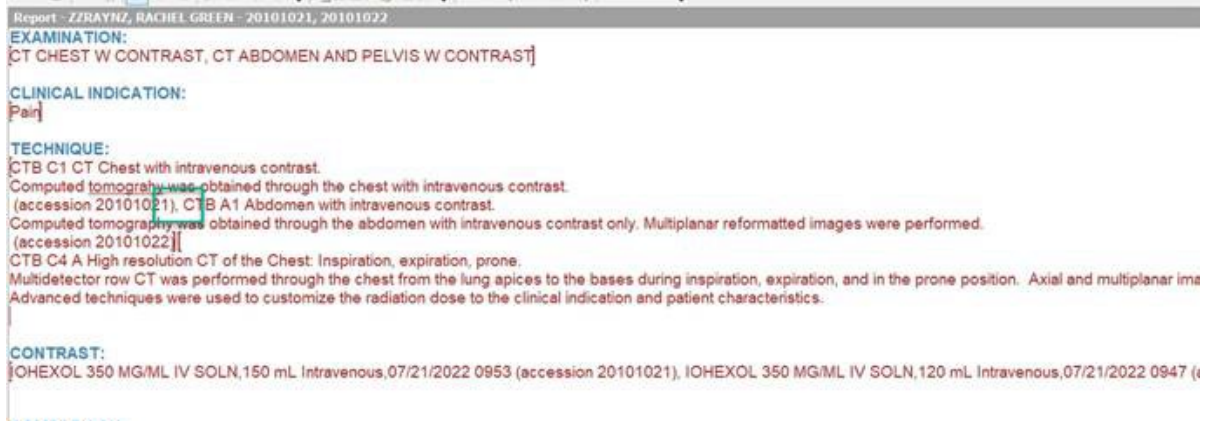 Report - ZZRAYNZ, RACHEL GREEN - 20101021, 20101022
EXAMINATION:
[CT CHEST W CONTRAST, CT ABDOMEN AND PELVIS W CONTRAST]
CLINICAL INDICATION:
[Pain]
TECHNIQUE:
[CTB C1 CT Chest with intravenous contrast.
Computed tomograhy was obtained through the chest with intravenous contrast.
(accession 20101021), CTB A1 Abdomen with intravenous contrast.
Computed tomography was obtained through the abdomen with intravenous contrast only. Multiplanar reformatted images were performed.
(accession 20101022)][
CTB C4 A High resolution CT of the Chest: Inspiration, expiration, prone.
Multidetector row CT was performed through the chest from the lung apices to the bases during inspiration, expiration, and in the prone position. Axial and multiplanar ima
Advanced techniques were used to customize the radiation dose to the clinical indication and patient characteristics.
]
CONTRAST:
[IOHEXOL 350 MG/ML IV SOLN,150 mL Intravenous,07/21/2022 0953 (accession 20101021), IOHEXOL 350 MG/ML IV SOLN,120 mL Intravenous,07/21/2022 0947 (a